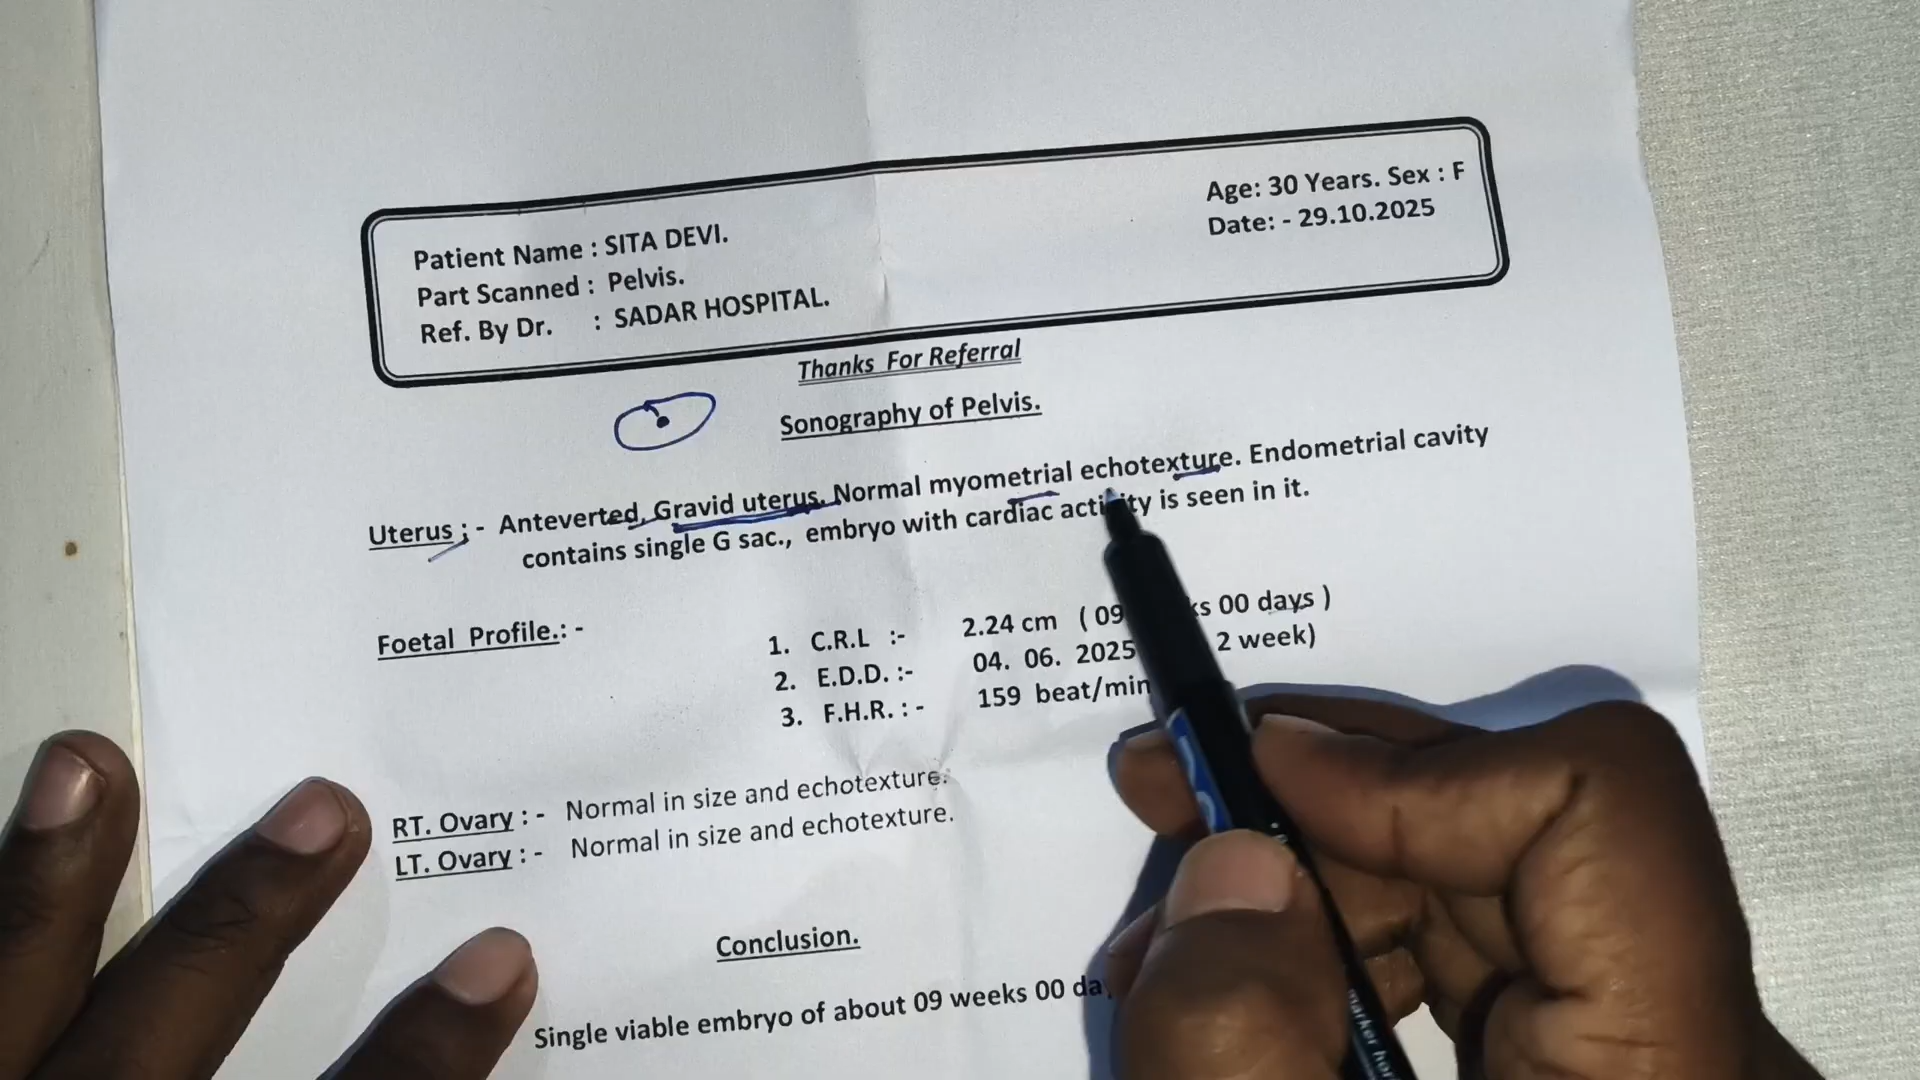 Patient Name : SITA DEVI.
Part Scanned : Pelvis.
Ref. By Dr. : SADAR HOSPITAL.
Age: 30 Years. Sex : F
Date: - 29.10.2025
Thanks For Referral
Sonography of Pelvis.
Uterus ; - Anteverted, Gravid uterus. Normal myometrial echotexture. Endometrial cavity
contains single G sac., embryo with cardiac activity is seen in it.
Foetal Profile.: -
1. C.R.L :- 2.24 cm ( 09 00 days )
2. E.D.D. :- 04. 06. 2025 2 week)
3. F.H.R. : - 159 beat/min
RT. Ovary : - Normal in size and echotexture.
LT. Ovary : - Normal in size and echotexture.
Conclusion.
Single viable embryo of about 09 weeks 00